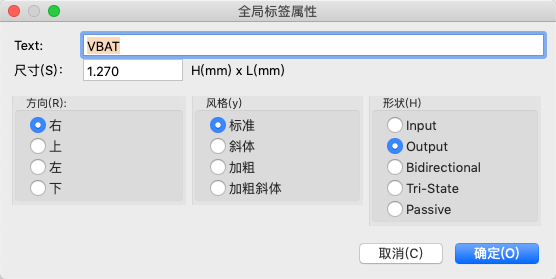 全局标签属性
Text: VBAT
尺寸(S)： 1.270 H(mm) x L(mm)
方向(R): 风格(y) 形状(H)
右 标准 Input
上 斜体 Output
左 加粗 Bidirectional
下 加粗斜体 Tri-State
Passive
取消(C) 确定(O)